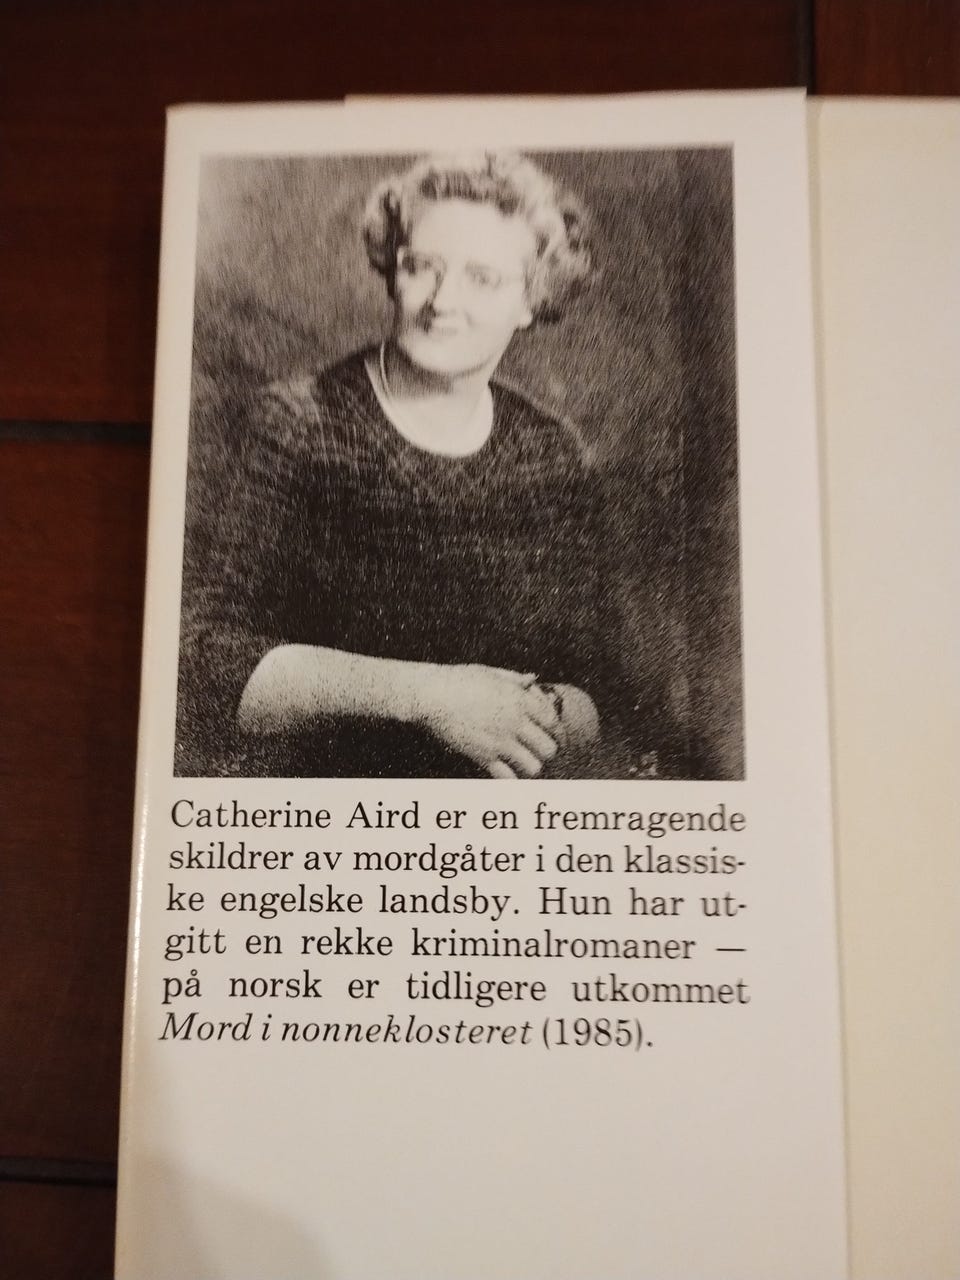 Catherine Aird er en fremragende
skildrer av mordgåter i den klassis-
ke engelske landsby. Hun har ut-
gitt en rekke kriminalromaner —
på norsk er tidligere utkommet
Mord i nonneklosteret (1985).